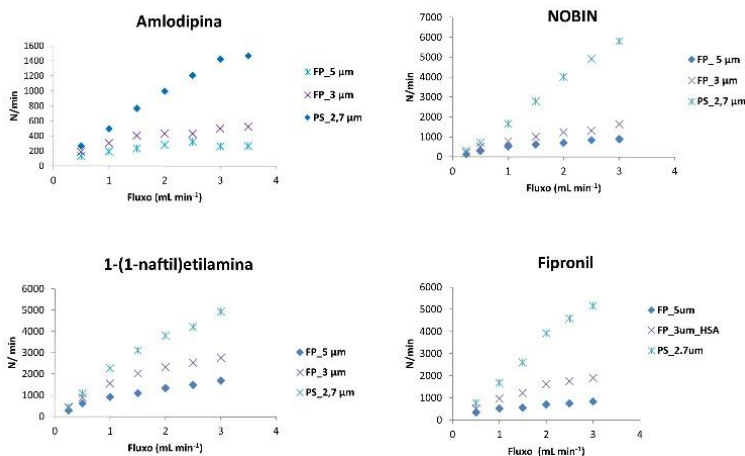 Amlodipina
N/min
1600
1400
1200
1000
800
600
400
200
0
0 1 2 3 4
Fluxo (mL min⁻¹)
FP_5 µm
FP_3 µm
PS_2,7 µm
NOBIN
N/min
7000
6000
5000
4000
3000
2000
1000
0
0 1 2 3 4
Fluxo (mL min⁻¹)
FP_ 5 µm
FP_3 µm
PS_2,7 µm
1-(1-naftil)etilamina
N/ min
6000
5000
4000
3000
2000
1000
0
0 1 2 3 4
Fluxo (mL min⁻¹)
FP_5 µm
FP_3 µm
PS_2,7 µm
Fipronil
N/min
6000
5000
4000
3000
2000
1000
0
0 1 2 3 4
Fluxo (mL min⁻¹)
FP_5um
FP_3um_HSA
PS_2.7um